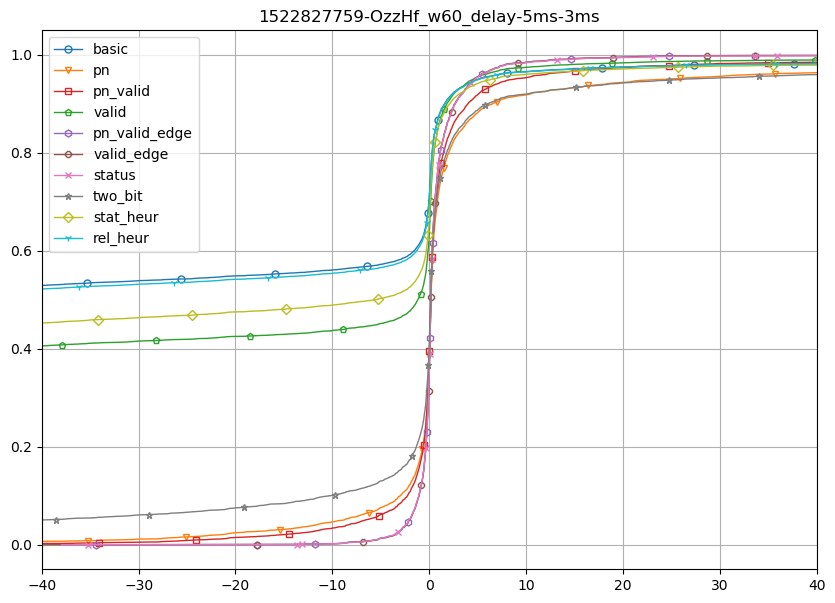 1522827759-OzzHf_w60_delay-5ms-3ms
basic
pn
pn_valid
valid
pn_valid_edge
valid_edge
status
two_bit
stat_heur
rel_heur
1.0
0.8
0.6
0.4
0.2
0.0
−40 −30 −20 −10 0 10 20 30 40